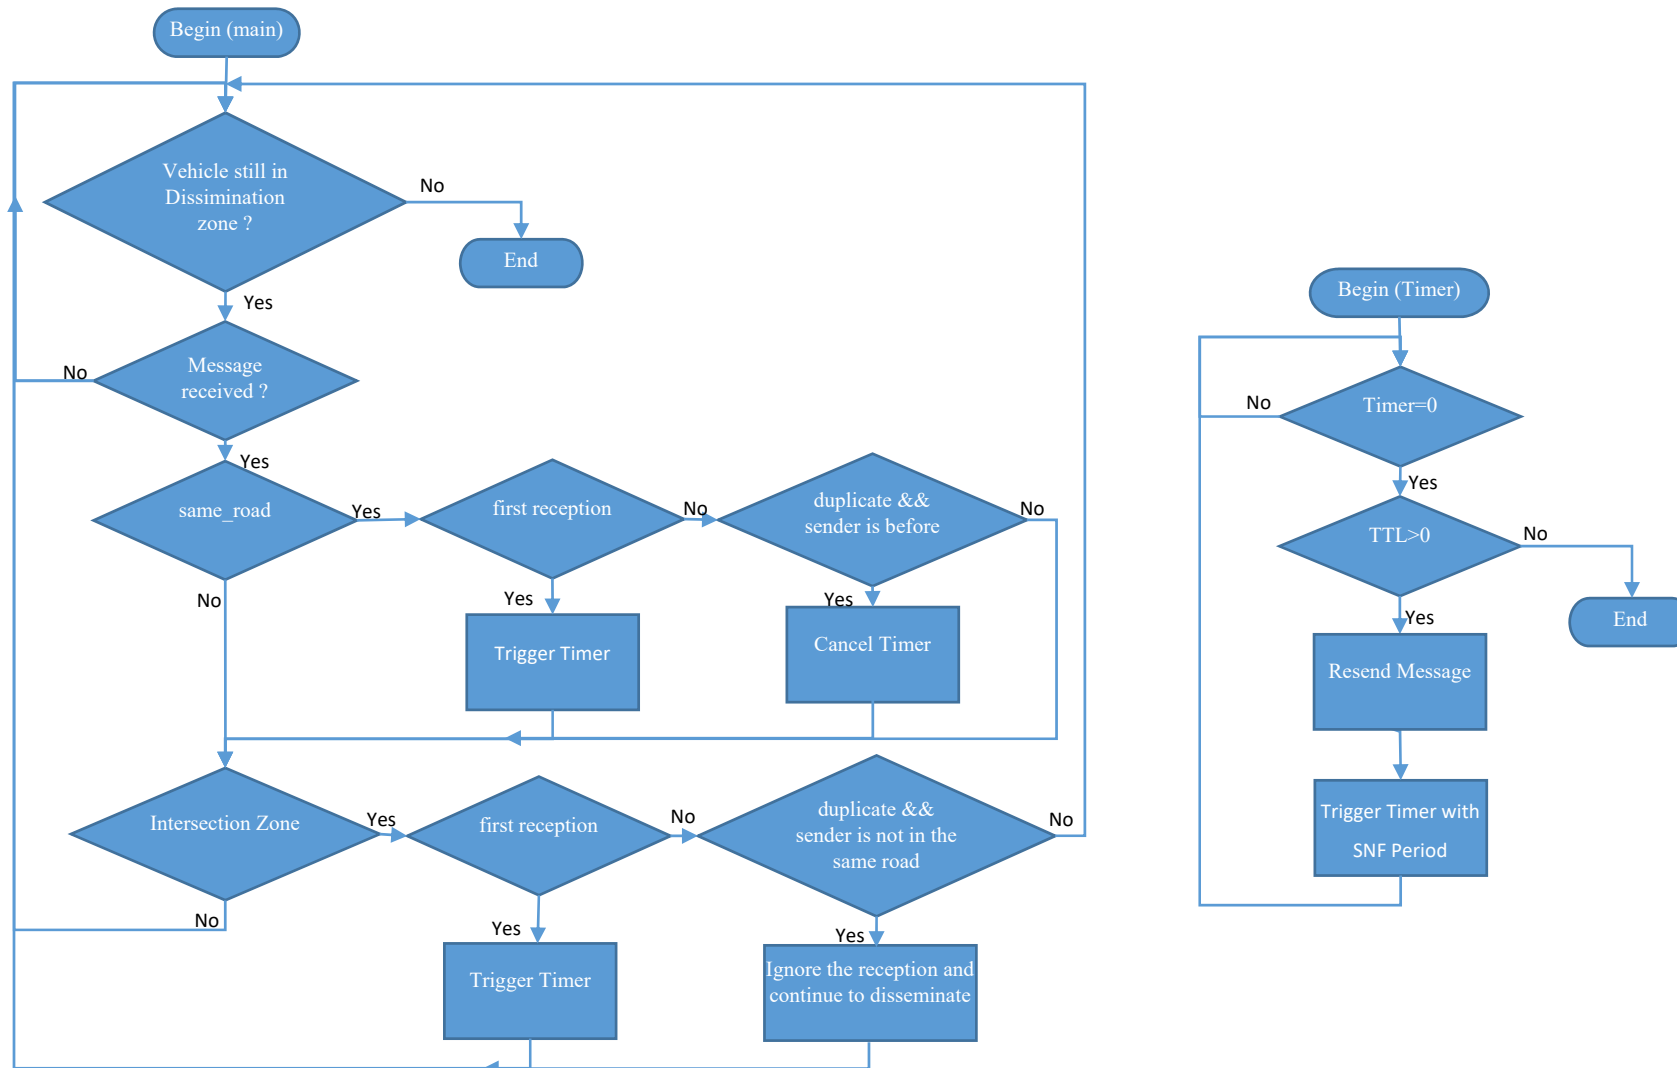 Begin (main)
Vehicle still in
Dissimination
zone ?
No
End
Yes
Message
received ?
No
Yes
same_road
Yes
first reception
No
duplicate &&
sender is before
No
No
Yes
Trigger Timer
Yes
Cancel Timer
Intersection Zone
Yes
first reception
No
duplicate &&
sender is not in the
same road
No
No
Yes
Trigger Timer
Yes
Ignore the reception and
continue to disseminate
Begin (Timer)
Timer=0
No
Yes
TTL>0
No
End
Yes
Resend Message
Trigger Timer with
SNF Period